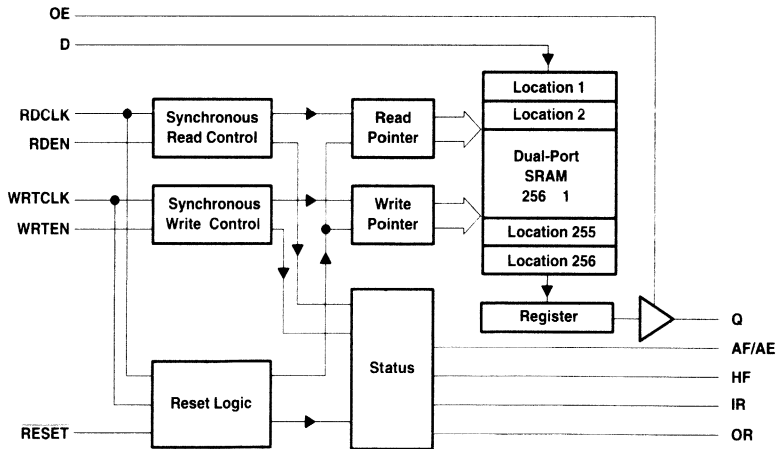 OE
D
RDCLK
RDEN
WRTCLK
WRTEN
RESET
Synchronous
Read Control
Synchronous
Write Control
Reset Logic
Read
Pointer
Write
Pointer
Status
Location 1
Location 2
Dual-Port
SRAM
256 1
Location 255
Location 256
Register
Q
AF/AE
HF
IR
OR